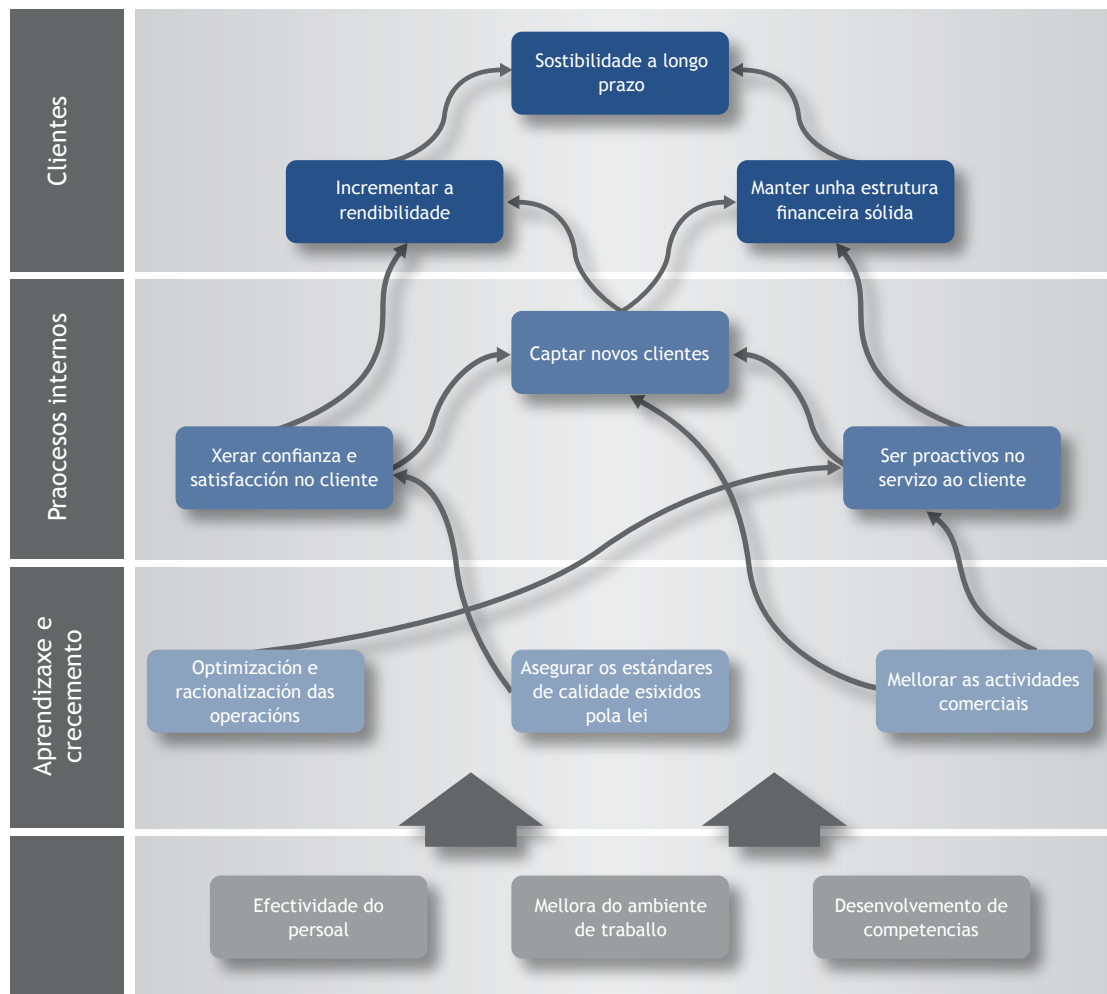 Clientes
Sostibilidade a longo
prazo
Incrementar a
rendibilidade
Manter unha estrutura
financeira sólida
Praocesos internos
Captar novos clientes
Xerar confianza e
satisfacción no cliente
Ser proactivos no
servizo ao cliente
Aprendizaxe e
crecemento
Optimización e
racionalización das
operacións
Asegurar os estándares
de calidade esixidos
pola lei
Mellorar as actividades
comerciais
Efectividade do
persoal
Mellora do ambiente
de traballo
Desenvolvemento de
competencias